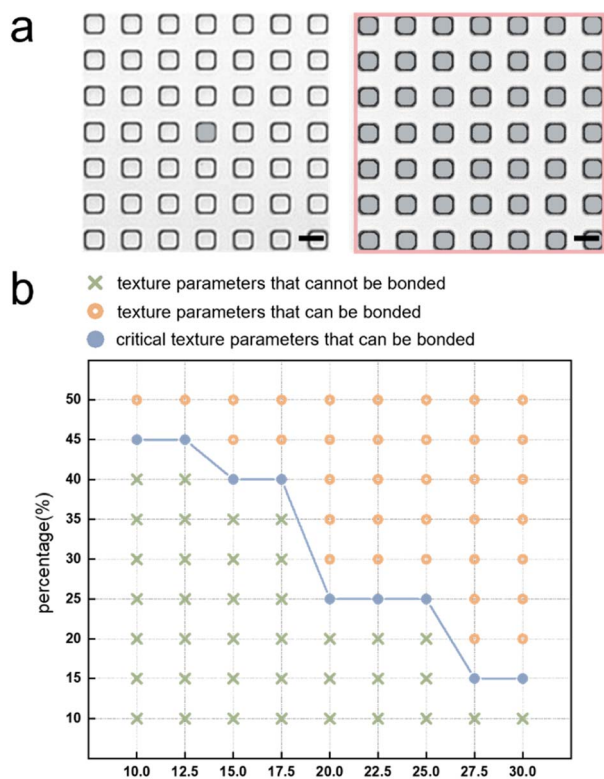 a
b
texture parameters that cannot be bonded
texture parameters that can be bonded
critical texture parameters that can be bonded
percentage(%)
50
45
40
35
30
25
20
15
10
10.0 12.5 15.0 17.5 20.0 22.5 25.0 27.5 30.0